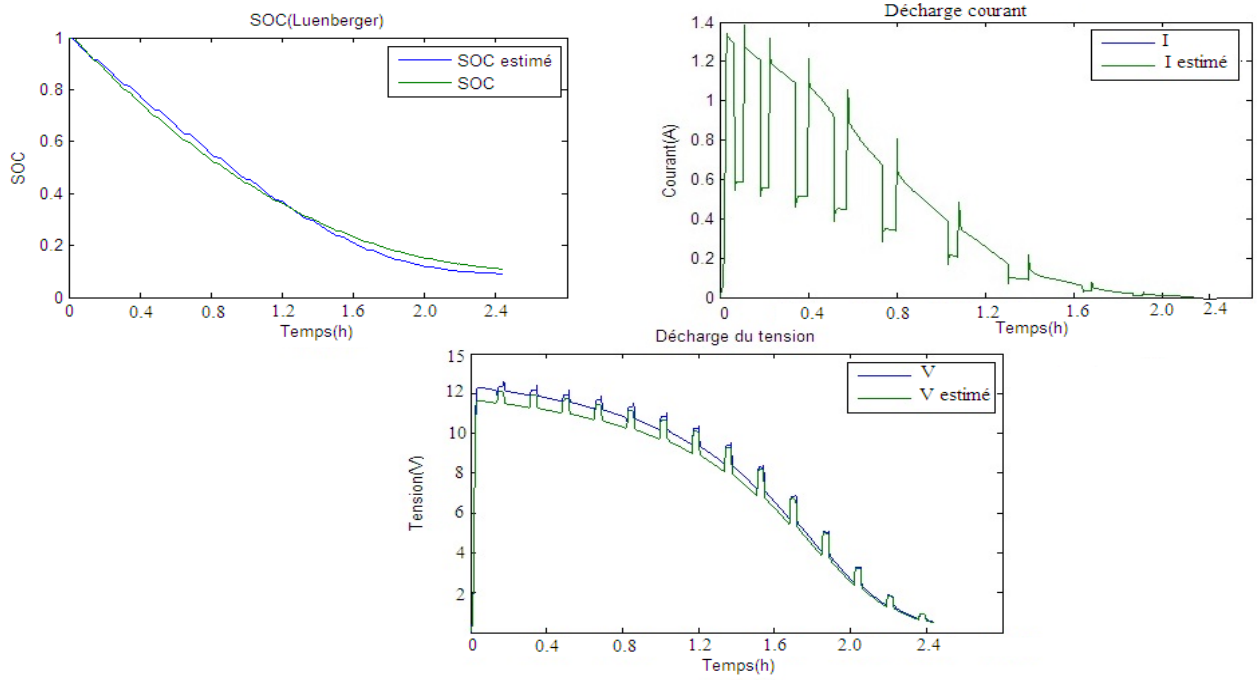 SOC(Luenberger)
1
0.8
0.6
0.4
0.2
0
SOC
SOC estimé
SOC
0
0.4
0.8
1.2
1.6
2.0
2.4
Temps(h)
Décharge courant
1.4
1.2
1
0.8
0.6
0.4
0.2
0
Courant(A)
I
I estimé
0
0.4
0.8
1.2
1.6
2.0
2.4
Temps(h)
Décharge du tension
15
12
10
8
6
4
2
Tension(V)
V
V estimé
0
0.4
0.8
1.2
1.6
2.0
2.4
Temps(h)